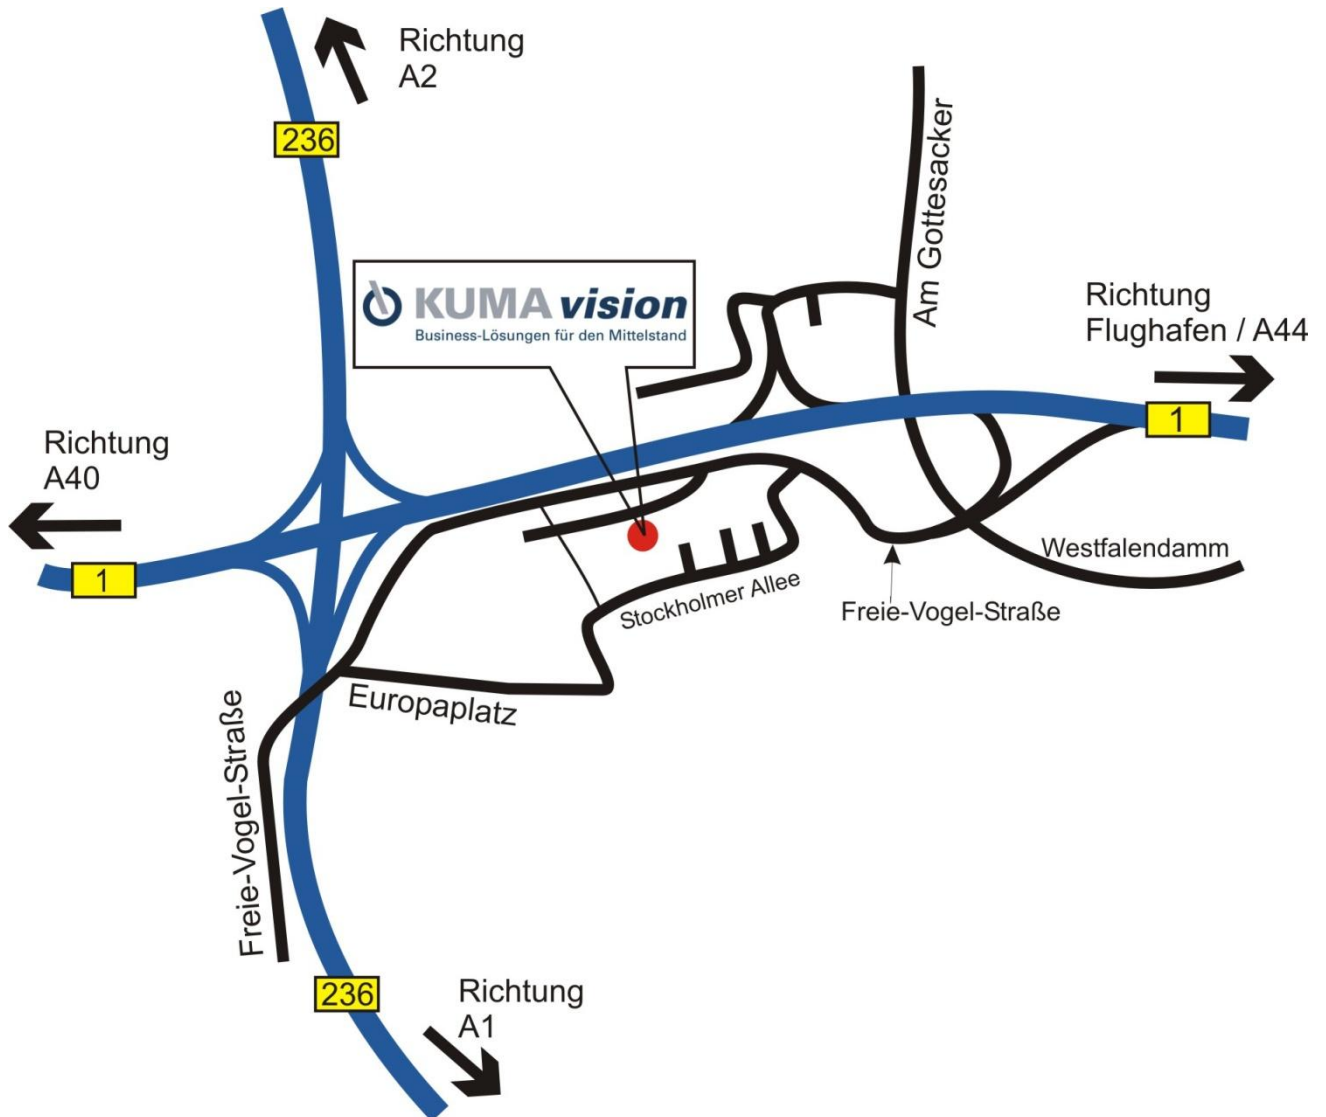 Richtung
A2
236
Am Gottesacker
KUMA vision
Business-Lösungen für den Mittelstand
Richtung
Flughafen / A44
1
Richtung
A40
1
Westfalendamm
Stockholmer Allee
Freie-Vogel-Straße
Europaplatz
Freie-Vogel-Straße
236
Richtung
A1